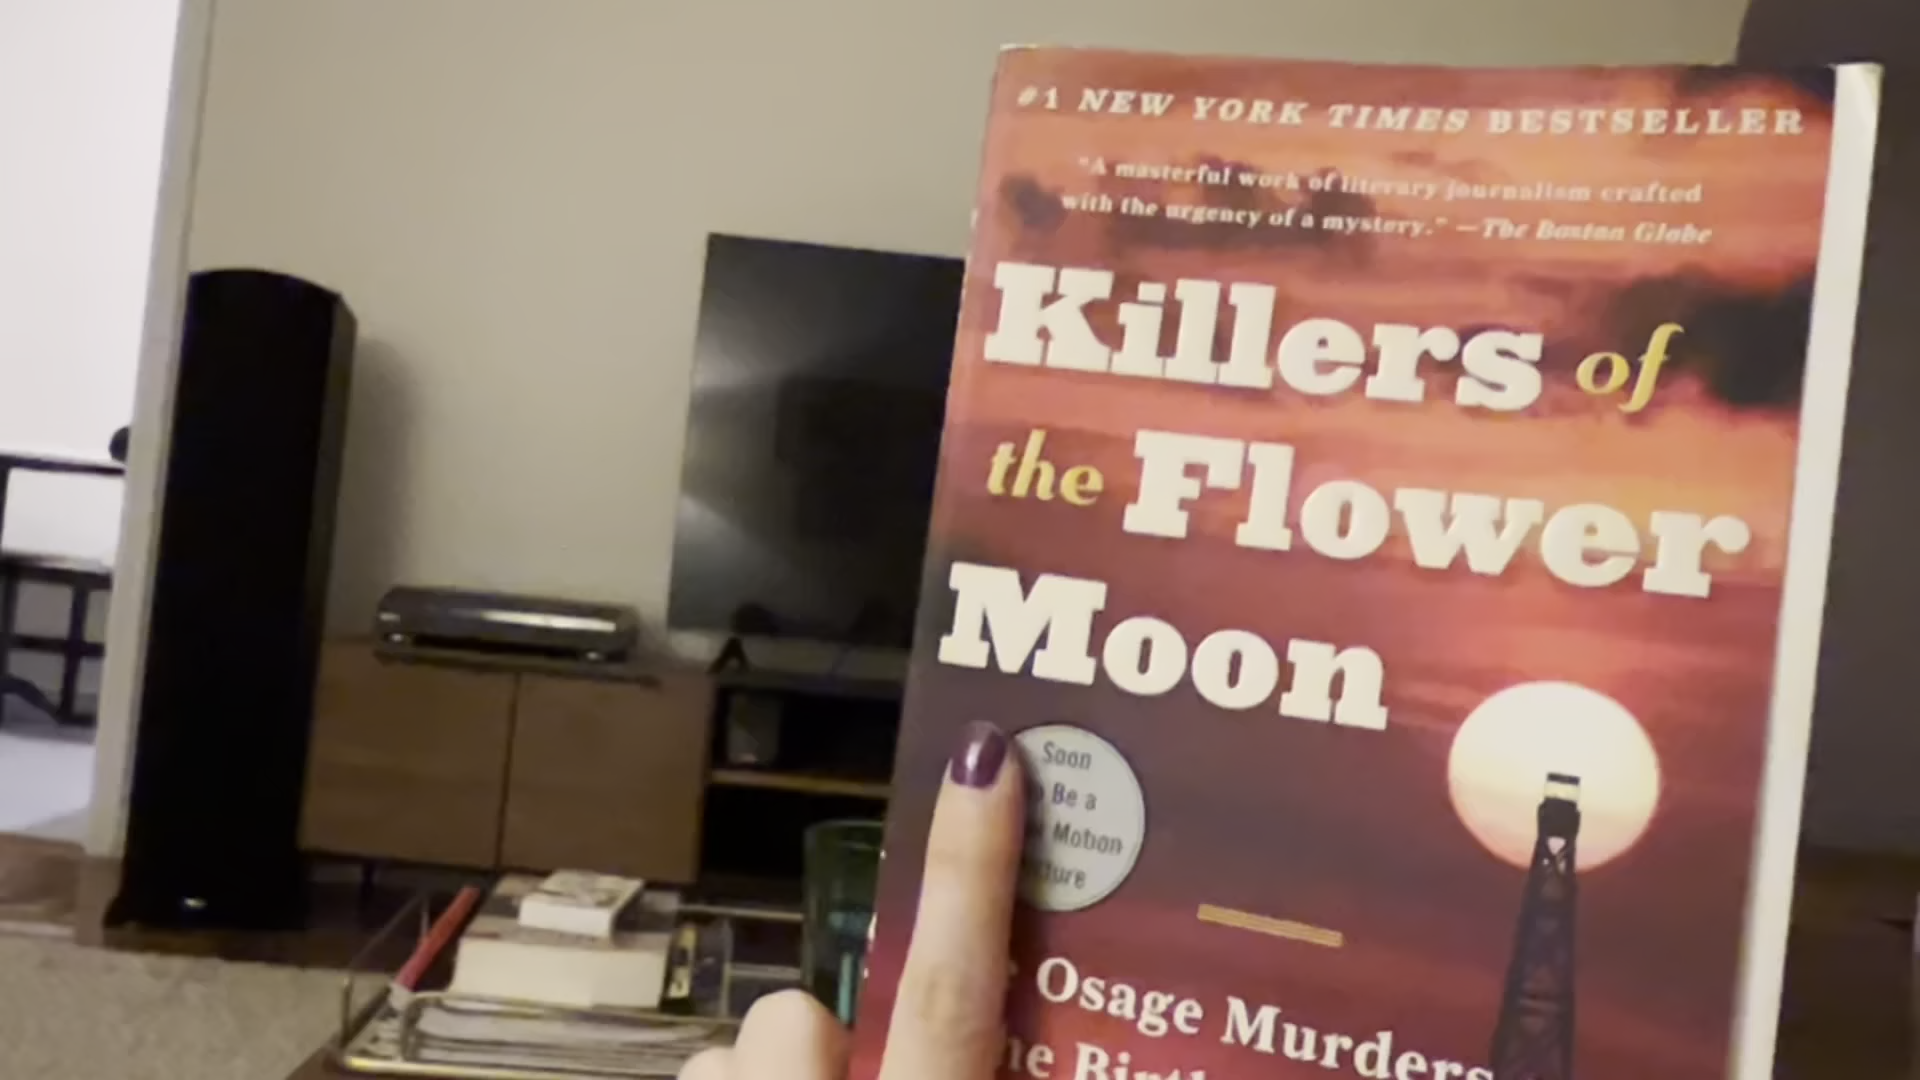 #1 NEW YORK TIMES BESTSELLER
"A masterful work of literary journalism crafted
with the urgency of a mystery." —The Boston Globe
Killers of
the Flower
Moon
Soon
Be a
Motion
Osage Murders